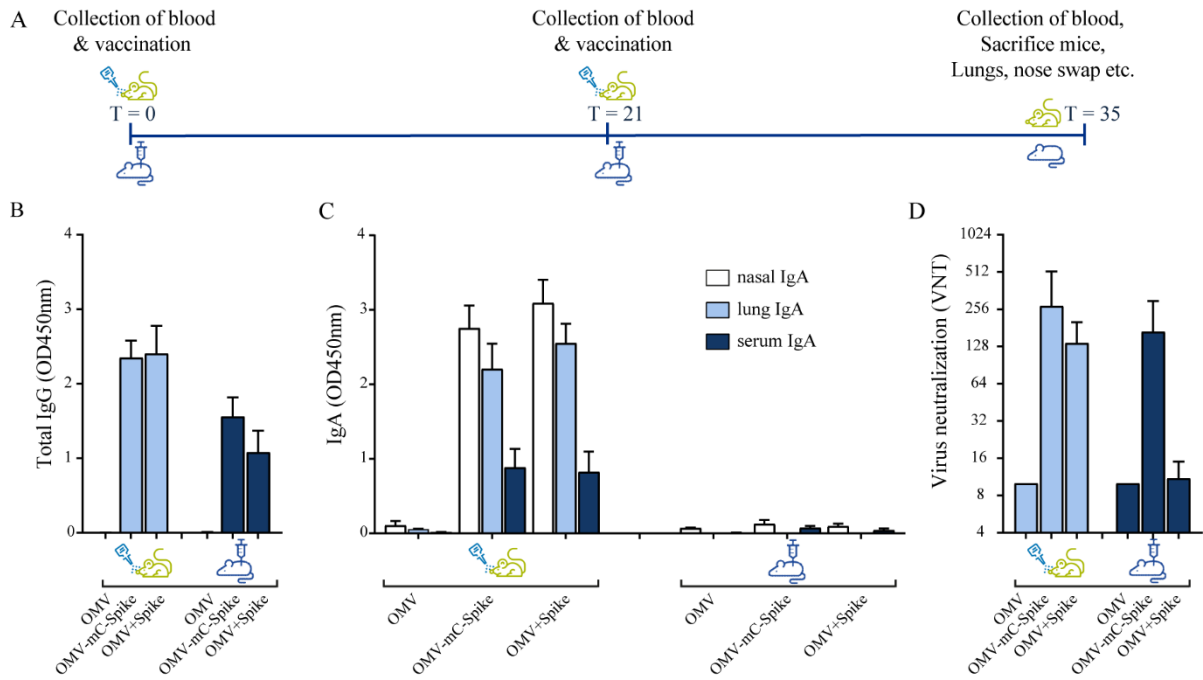 A
Collection of blood
& vaccination
Collection of blood
& vaccination
Collection of blood,
Sacrifice mice,
Lungs, nose swap etc.
T = 0
T = 21
T = 35
B
Total IgG (OD450nm)
4
3
2
1
0
OMV
OMV-mC-Spike
OMV+Spike
OMV
OMV-mC-Spike
OMV+Spike
C
IgA (OD450nm)
4
3
2
1
0
nasal IgA
lung IgA
serum IgA
OMV
OMV-mC-Spike
OMV+Spike
OMV
OMV-mC-Spike
OMV+Spike
D
Virus neutralization (VNT)
1024
512
256
128
64
32
16
8
4
OMV
OMV-mC-Spike
OMV+Spike
OMV
OMV-mC-Spike
OMV+Spike